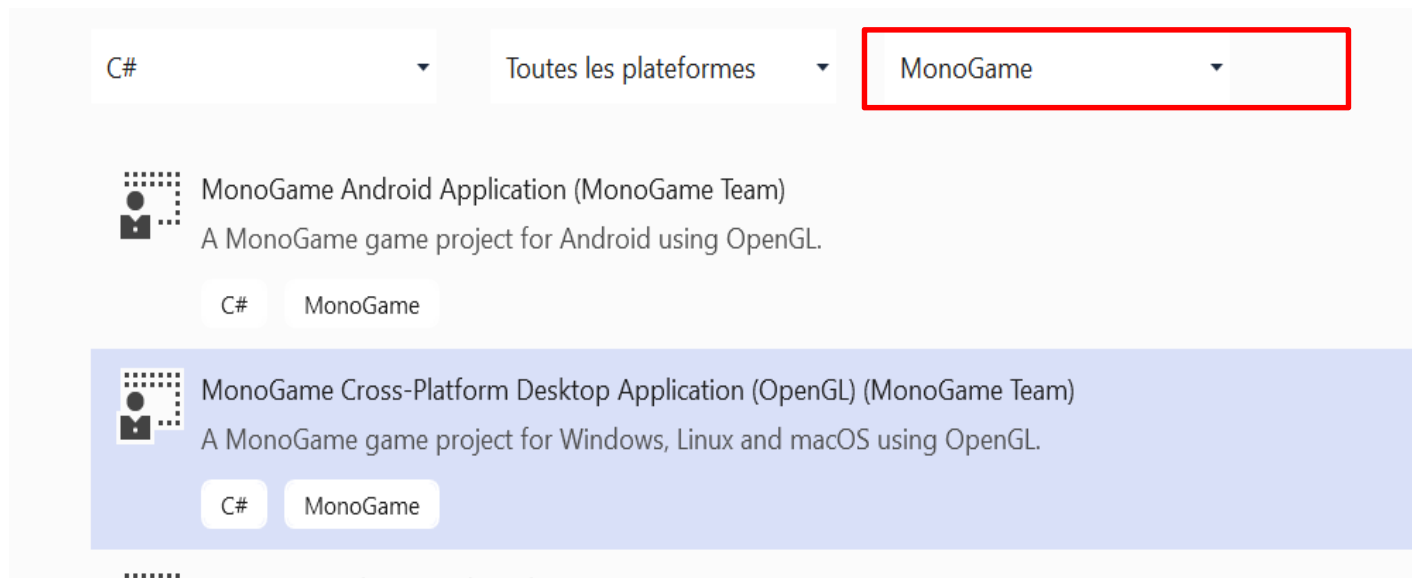 C#
Toutes les plateformes
MonoGame
MonoGame Android Application (MonoGame Team)
A MonoGame game project for Android using OpenGL.
C# MonoGame
MonoGame Cross-Platform Desktop Application (OpenGL) (MonoGame Team)
A MonoGame game project for Windows, Linux and macOS using OpenGL.
C# MonoGame